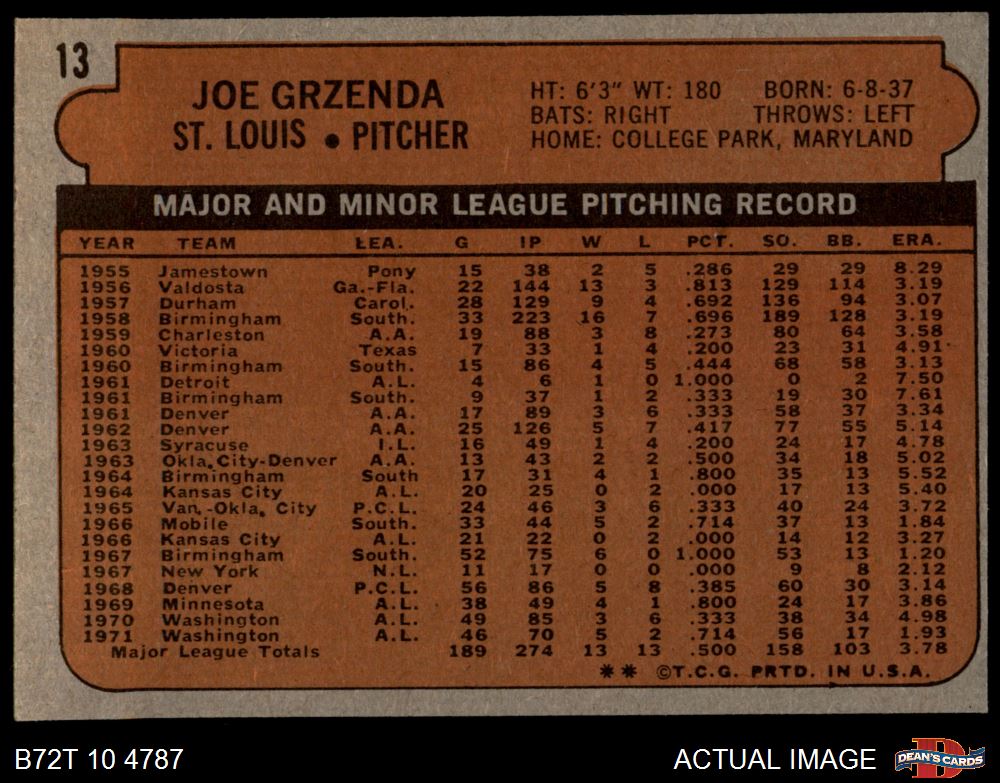 13
JOE GRZENDA
ST. LOUIS • PITCHER
HT: 6'3" WT: 180 BORN: 6-8-37
BATS: RIGHT THROWS: LEFT
HOME: COLLEGE PARK, MARYLAND
MAJOR AND MINOR LEAGUE PITCHING RECORD
YEAR TEAM LEA. G IP W L PCT. SO. BB. ERA.
1955 Jamestown Pony 15 38 2 5 .286 29 29 8.29
1956 Valdosta Ga.-Fla. 22 144 13 3 .813 129 114 3.19
1957 Durham Carol. 28 129 9 4 .692 136 94 3.07
1958 Birmingham South. 33 223 16 7 .696 189 128 3.19
1959 Charleston A.A. 19 88 3 8 .273 80 64 3.58
1960 Victoria Texas 7 33 1 4 .200 23 31 4.91
1960 Birmingham South. 15 86 4 5 .444 68 58 3.13
1961 Detroit A.L. 4 6 1 0 1.000 0 2 7.50
1961 Birmingham South. 9 37 1 2 .333 19 30 7.61
1961 Denver A.A. 17 89 3 6 .333 58 37 3.34
1962 Denver A.A. 25 126 5 7 .417 77 55 5.14
1963 Syracuse I.L. 16 49 1 4 .200 24 17 4.78
1963 Okla. City-Denver A.A. 13 43 2 2 .500 34 18 5.02
1964 Birmingham South 17 31 4 1 .800 35 13 5.52
1964 Kansas City A.L. 20 25 0 2 .000 17 13 5.40
1965 Van.-Okla. City P.C.L. 24 46 3 6 .333 40 24 3.72
1966 Mobile South. 33 44 5 2 .714 37 13 1.84
1966 Kansas City A.L. 21 22 0 2 .000 14 12 3.27
1967 Birmingham South. 52 75 6 0 1.000 53 13 1.20
1967 New York N.L. 11 17 0 0 .000 9 8 2.12
1968 Denver P.C.L. 56 86 5 8 .385 60 30 3.14
1969 Minnesota A.L. 38 49 4 1 .800 24 17 3.86
1970 Washington A.L. 49 85 3 6 .333 38 34 4.98
1971 Washington A.L. 46 70 5 2 .714 56 17 1.93
Major League Totals 189 274 13 13 .500 158 103 3.78
** ©T.C.G. PRTD. IN U.S.A.
B72T 10 4787
ACTUAL IMAGE
D
DEAN'S CARDS